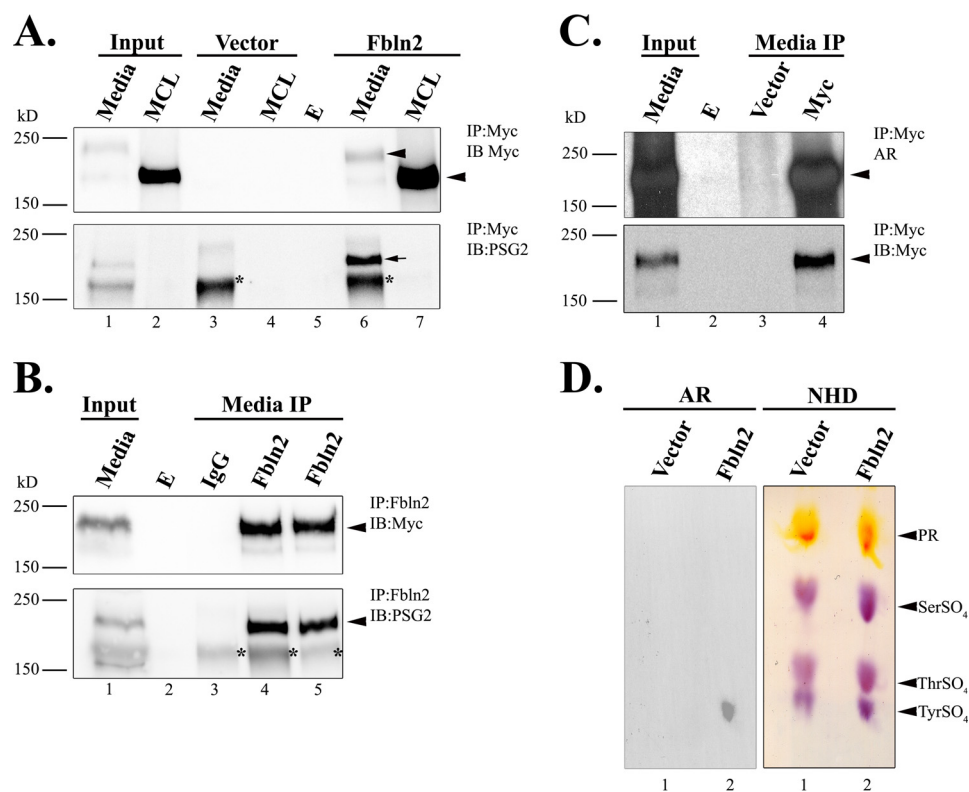 A.
Input Vector Fbln2
Media MCL Media MCL E Media MCL
kD
250
150
IP:Myc
IB Myc
250
150
IP:Myc
IB:PSG2
* *
1 2 3 4 5 6 7
B.
Input Media IP
Media E IgG Fbln2 Fbln2
kD
250
150
IP:Fbln2
IB:Myc
250
150
IP:Fbln2
IB:PSG2
* * *
1 2 3 4 5
C.
Input Media IP
Media E Vector Myc
kD
250
150
IP:Myc
AR
250
150
IP:Myc
IB:Myc
1 2 3 4
D.
AR NHD
Vector Fbln2 Vector Fbln2
PR
SerSO4
ThrSO4
TyrSO4
1 2 1 2